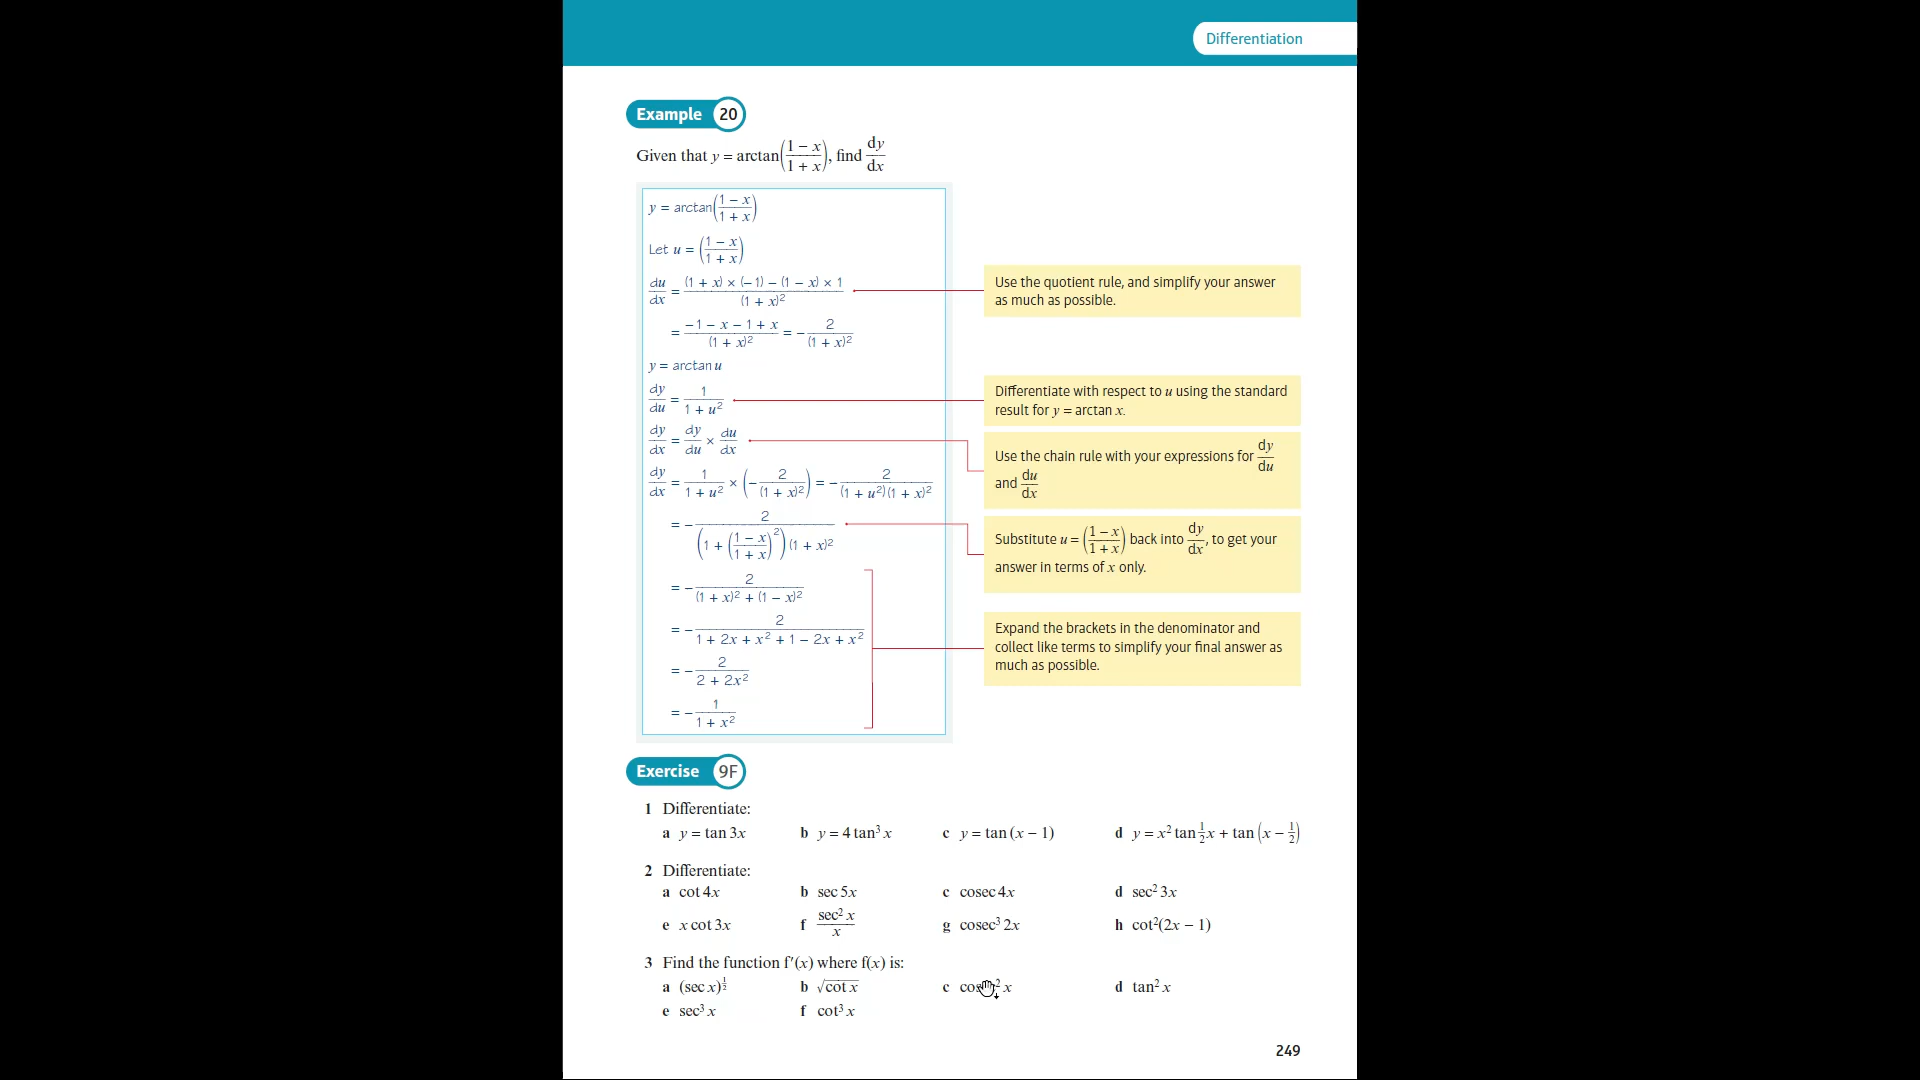 Differentiation
Example 20
Given that y = arctan((1 − x)/(1 + x)), find dy/dx
y = arctan((1 − x)/(1 + x))
Let u = ((1 − x)/(1 + x))
du/dx = ((1 + x) × (−1) − (1 − x) × 1)/(1 + x)²
Use the quotient rule, and simplify your answer
as much as possible.
= (−1 − x − 1 + x)/(1 + x)² = −2/(1 + x)²
y = arctan u
dy/du = 1/(1 + u²)
Differentiate with respect to u using the standard
result for y = arctan x.
dy/dx = dy/du × du/dx
Use the chain rule with your expressions for dy/du
and du/dx
dy/dx = 1/(1 + u²) × (−2/(1 + x)²) = −2/((1 + u²)(1 + x)²)
= −2/((1 + ((1 − x)/(1 + x))²)(1 + x)²)
Substitute u = ((1 − x)/(1 + x)) back into dy/dx, to get your
answer in terms of x only.
= −2/((1 + x)² + (1 − x)²)
= −2/(1 + 2x + x² + 1 − 2x + x²)
Expand the brackets in the denominator and
collect like terms to simplify your final answer as
much as possible.
= −2/(2 + 2x²)
= −1/(1 + x²)
Exercise 9F
1 Differentiate:
a y = tan 3x b y = 4 tan³ x c y = tan (x − 1) d y = x² tan ½x + tan (x − ½)
2 Differentiate:
a cot 4x b sec 5x c cosec 4x d sec² 3x
e x cot 3x f sec² x/x g cosec³ 2x h cot²(2x − 1)
3 Find the function f′(x) where f(x) is:
a (sec x)^½ b √cot x c d tan² x
e sec³ x f cot³ x
249